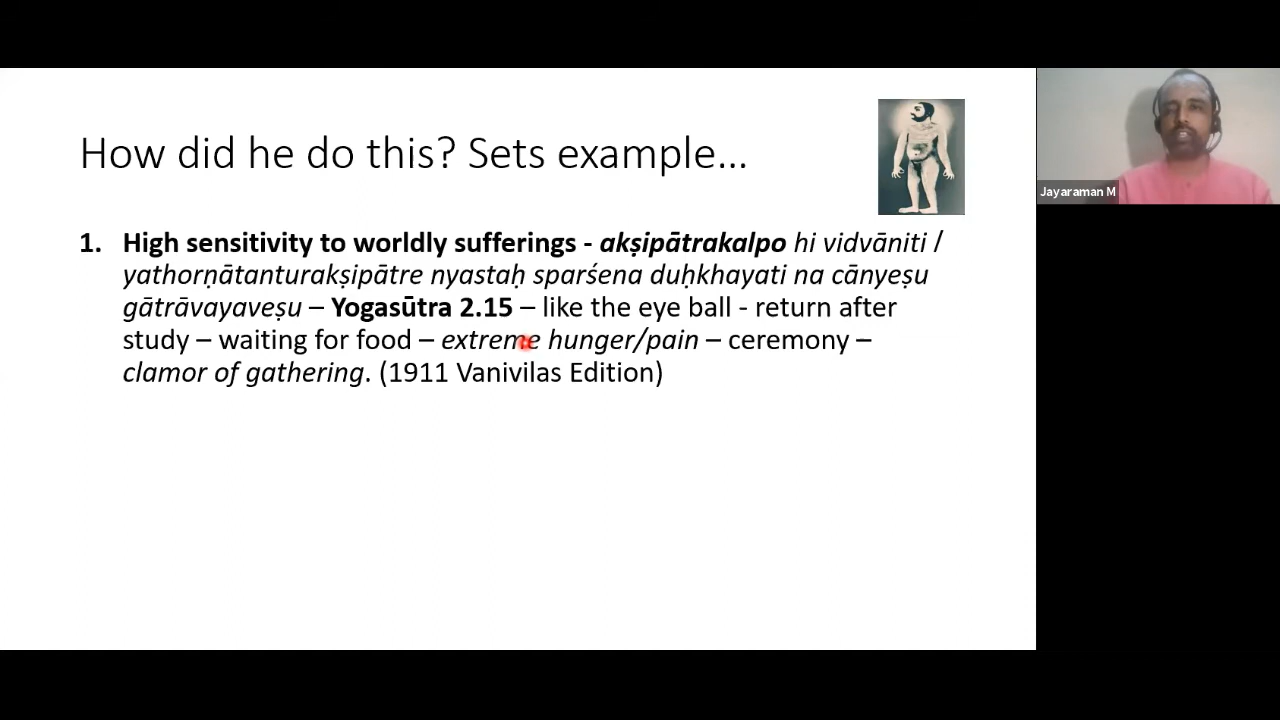 How did he do this? Sets example...
1. High sensitivity to worldly sufferings - akṣipātrakalpo hi vidvāniti /
yathorṇātanturakṣipātre nyastaḥ sparśena duḥkhayati na cānyeṣu
gātrāvayaveṣu – Yogasūtra 2.15 – like the eye ball - return after
study – waiting for food – extreme hunger/pain – ceremony –
clamor of gathering. (1911 Vanivilas Edition)
Jayaraman M